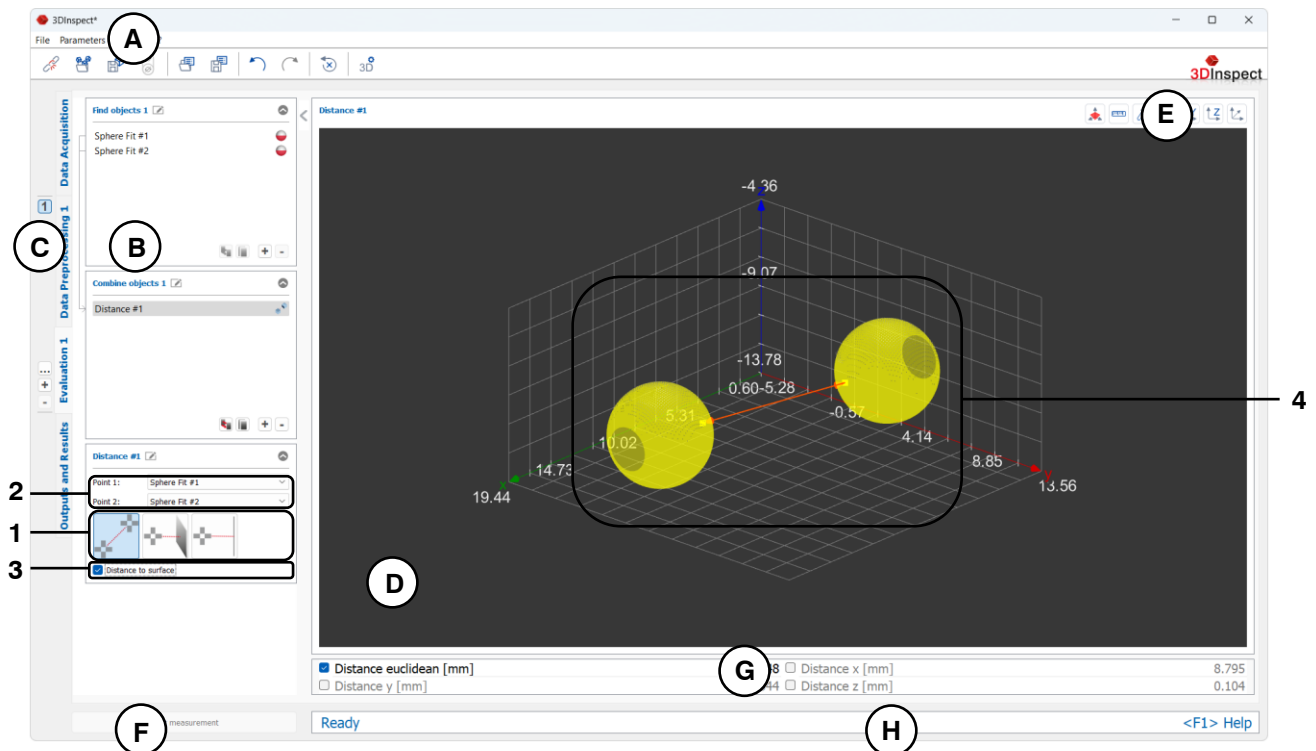 3DInspect*
File Parameters
A
3D
3DInspect
Data Acquisition
Data Preprocessing 1
Evaluation 1
Outputs and Results
1
C
...
+
-
Find objects 1
Sphere Fit #1
Sphere Fit #2
B
+ -
Combine objects 1
Distance #1
+ -
Distance #1
2
Point 1: Sphere Fit #1
Point 2: Sphere Fit #2
1
3
Distance to surface
Distance #1
E
Z
-4.36
z
-9.07
-13.78
0.60 -5.28
5.31
-0.57
10.02
4.14
14.73
8.85
x
y
19.44
13.56
4
D
Distance euclidean [mm]
G
8
Distance x [mm] 8.795
Distance y [mm]
44
Distance z [mm] 0.104
F
measurement
Ready
H
<F1> Help